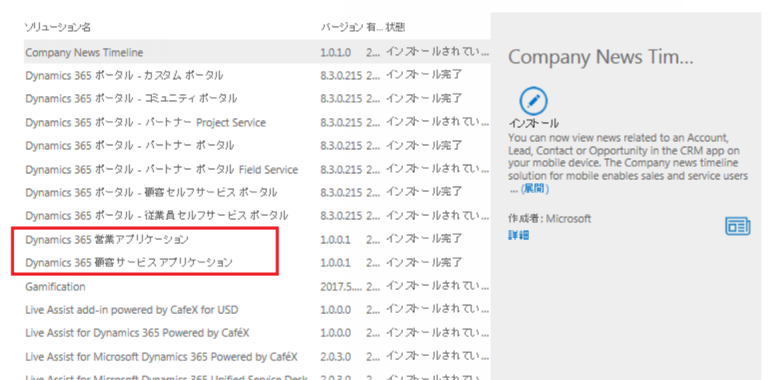 ソリューション名 バージョン 有... 状態
Company News Timeline 1.0.1.0 2... インストールされてい...
Dynamics 365 ポータル - カスタム ポータル 8.3.0.215 2... インストール完了
Dynamics 365 ポータル - コミュニティ ポータル 8.3.0.215 2... インストール完了
Dynamics 365 ポータル - パートナー Project Service 8.3.0.215 2... インストールされてい...
Dynamics 365 ポータル - パートナー ポータル 8.3.0.215 2... インストール完了
Dynamics 365 ポータル - パートナー ポータル Field Service 8.3.0.215 2... インストールされてい...
Dynamics 365 ポータル - 顧客セルフサービス ポータル 8.3.0.215 2... インストール完了
Dynamics 365 ポータル - 従業員セルフサービス ポータル 8.3.0.215 2... インストールされてい...
Dynamics 365 営業アプリケーション 1.0.0.1 2... インストール完了
Dynamics 365 顧客サービス アプリケーション 1.0.0.1 2... インストール完了
Gamification 2017.5.... 2... インストールされてい...
Live Assist add-in powered by CafeX for USD 1.0.0.0 2... インストールされてい...
Live Assist for Dynamics 365 Powered by CaféX 1.0.0.0 2... インストールされてい...
Live Assist for Microsoft Dynamics 365 Powered by CaféX 2.0.3.0 2... インストールされてい...
Live Assist for Microsoft Dynamics 365 Unified Service Desk 2.0.3.0 2... インストールされてい...
Company News Tim...
インストール
You can now view news related to an Account,
Lead, Contact or Opportunity in the CRM app on
your mobile device. The Company news timeline
solution for mobile enables sales and service users
... (展開)
作成者: Microsoft
詳細